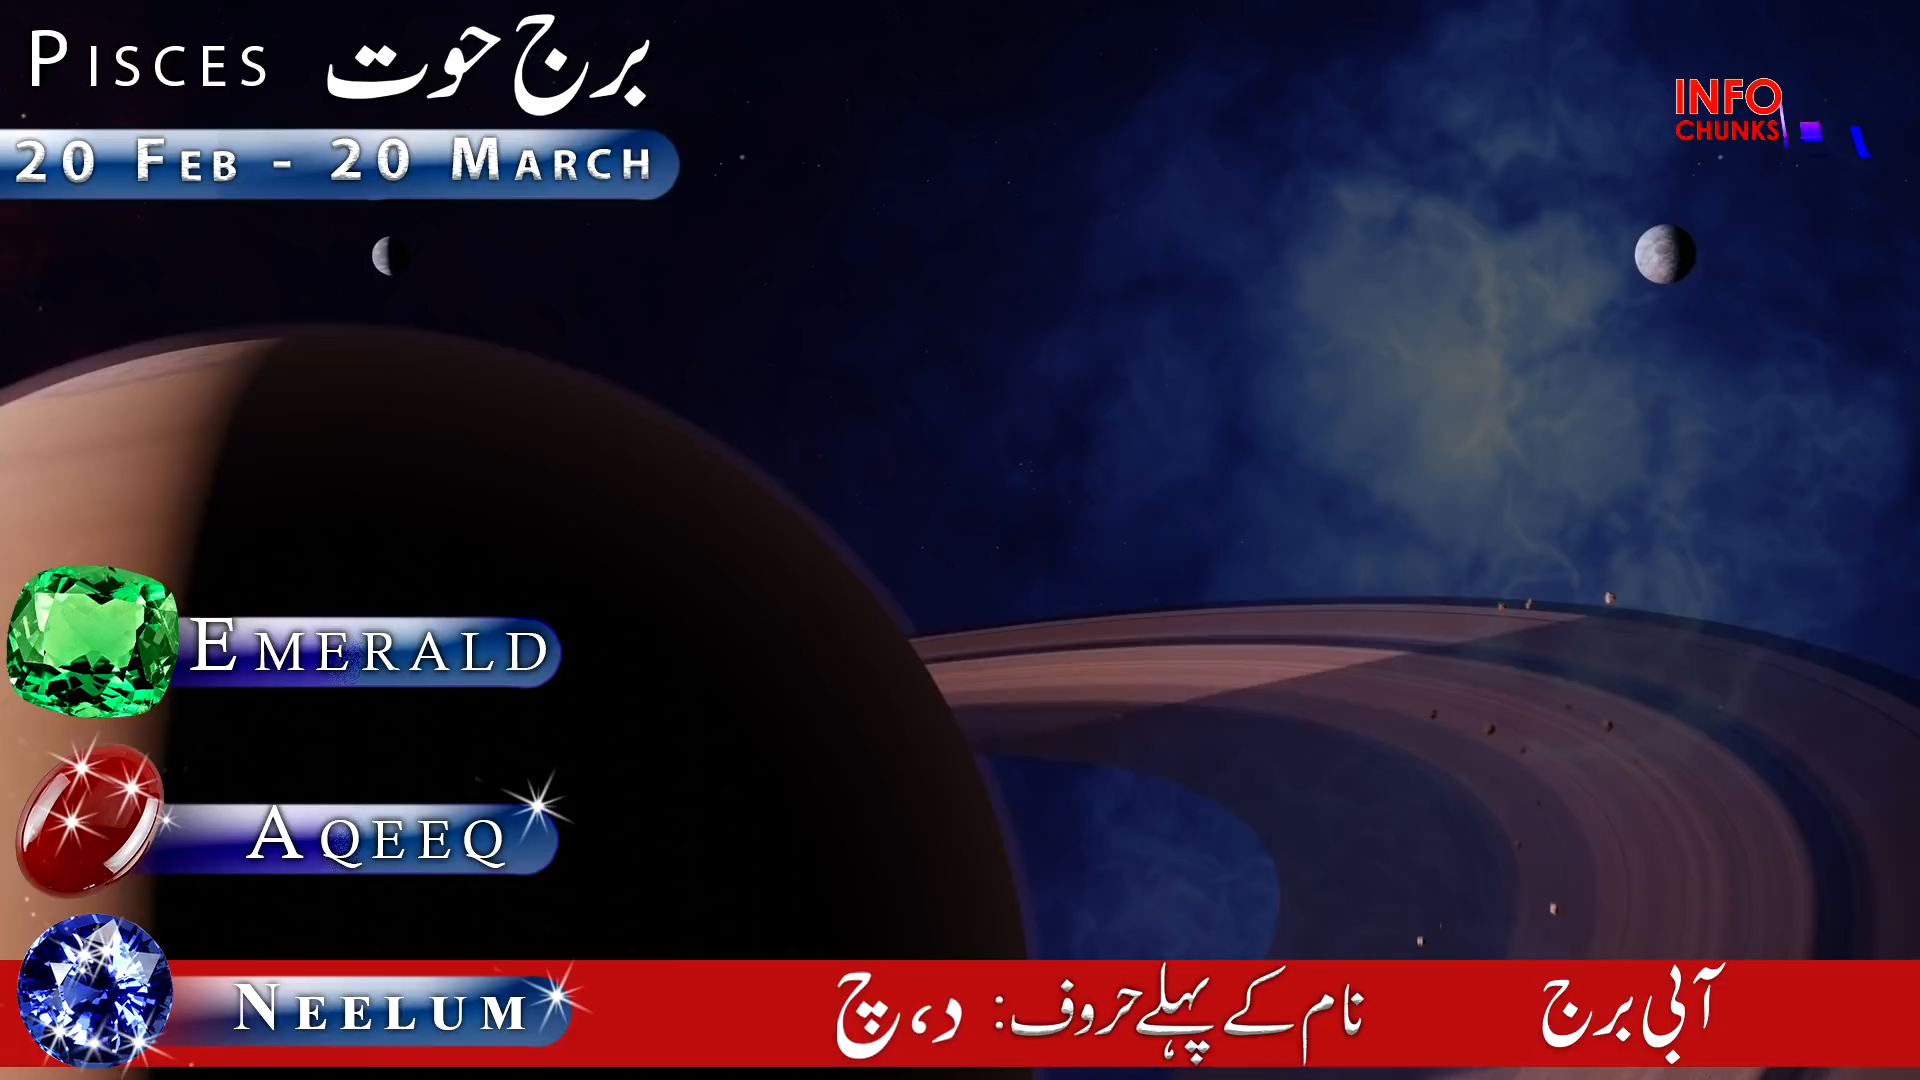 Pisces برج حوت
20 Feb - 20 March
INFO
CHUNKS
Emerald
Aqeeq
Neelum
آبی برج
نام کے پہلے حروف: د، چ